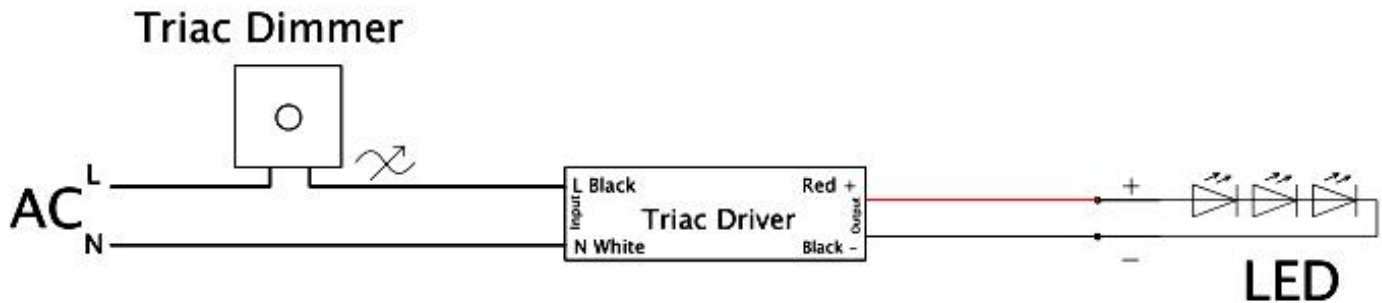 Triac Dimmer
AC
L
N
L Black
Input
N White
Triac Driver
Red +
Output
Black -
+
−
LED